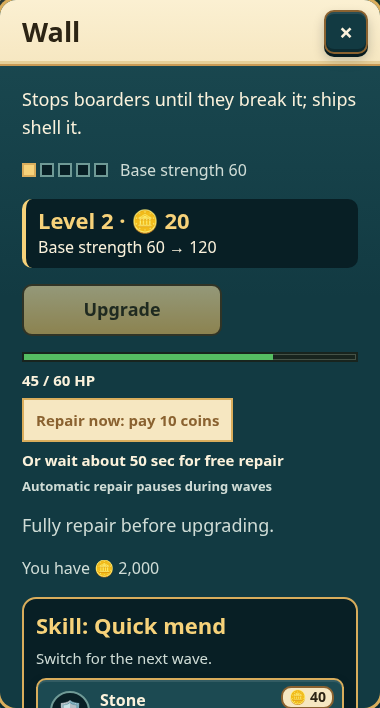 Wall
×
Stops boarders until they break it; ships
shell it.
Base strength 60
Level 2 · 🪙 20
Base strength 60 → 120
Upgrade
45 / 60 HP
Repair now: pay 10 coins
Or wait about 50 sec for free repair
Automatic repair pauses during waves
Fully repair before upgrading.
You have 🪙 2,000
Skill: Quick mend
Switch for the next wave.
Stone
🪙 40